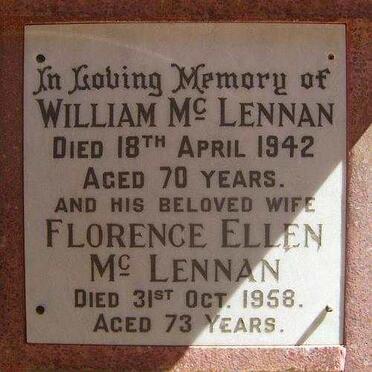 In Loving Memory of
WILLIAM Mc LENNAN
DIED 18TH APRIL 1942
AGED 70 YEARS.
AND HIS BELOVED WIFE
FLORENCE ELLEN
Mc LENNAN
DIED 31ST OCT. 1958.
AGED 73 YEARS.